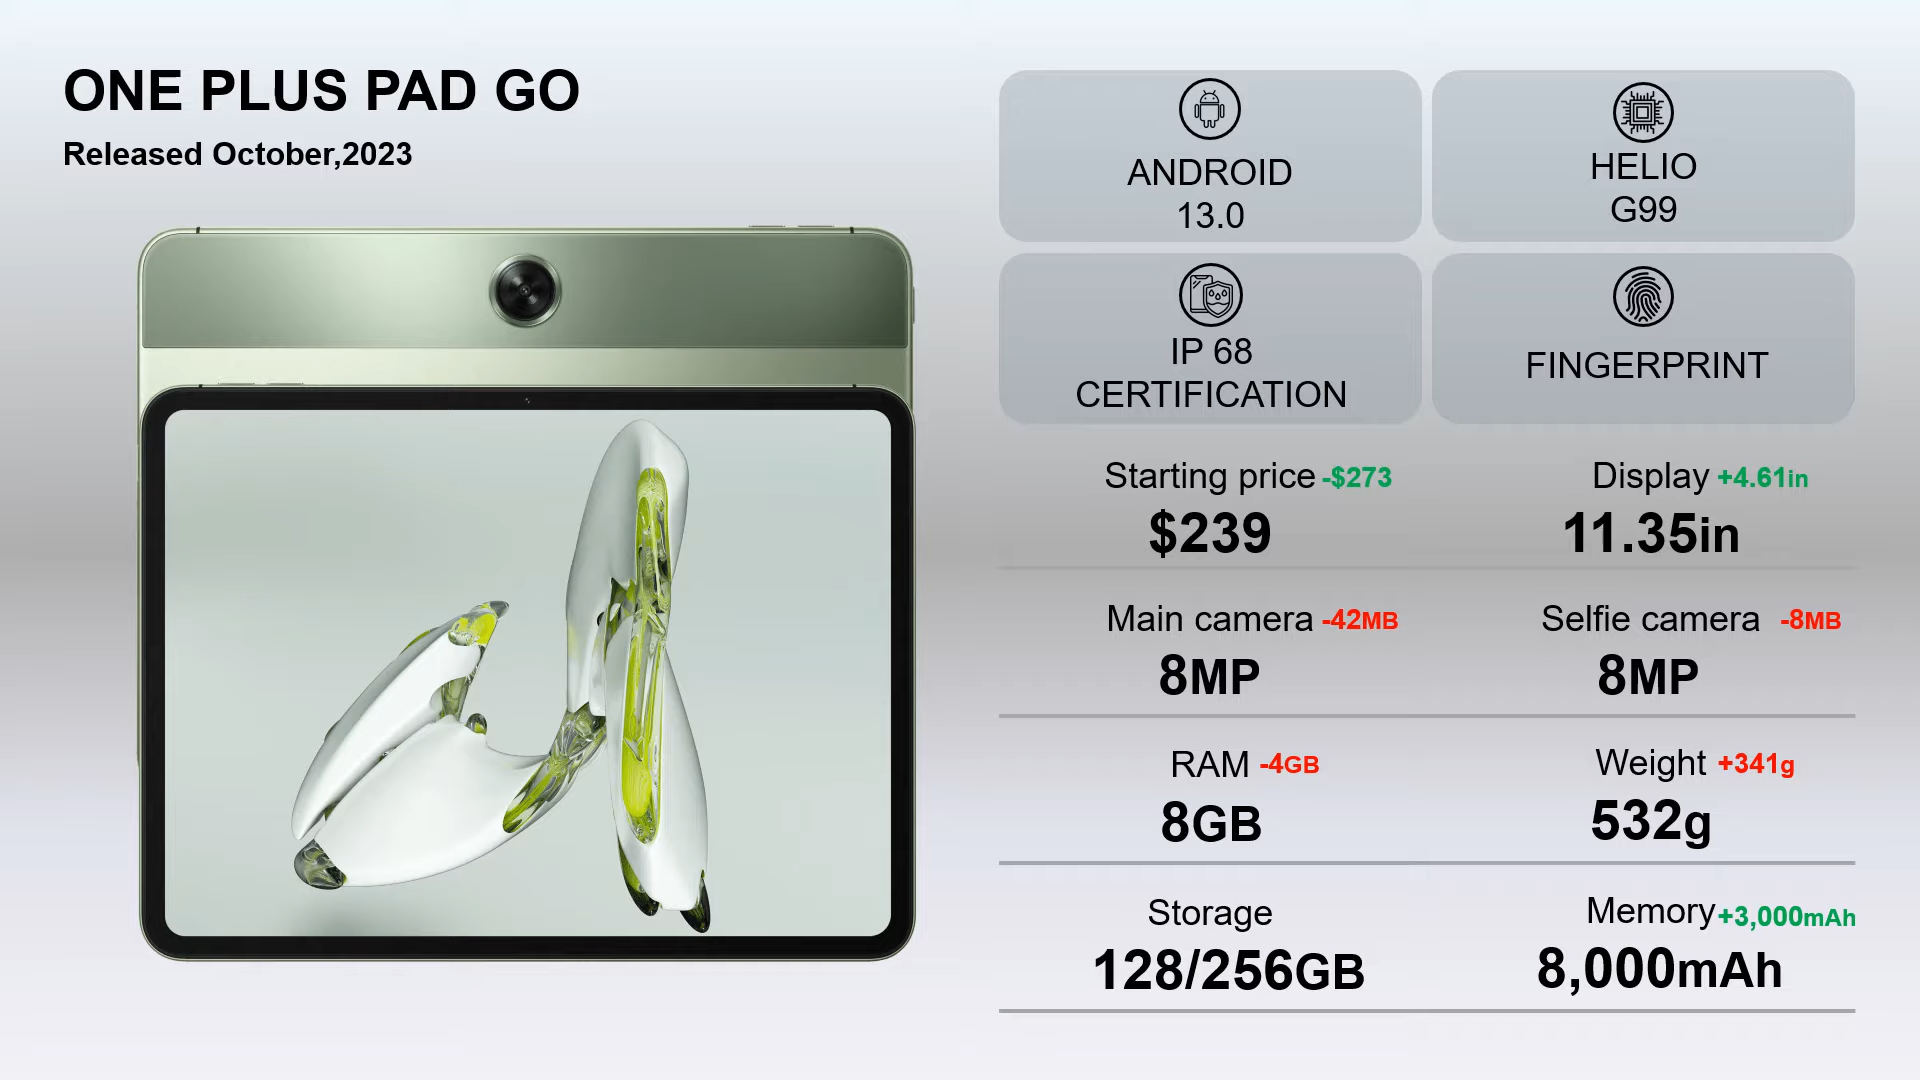 ONE PLUS PAD GO
Released October,2023
ANDROID
13.0
HELIO
G99
IP 68
CERTIFICATION
FINGERPRINT
Starting price -$273
$239
Display +4.61in
11.35in
Main camera -42MB
8MP
Selfie camera -8MB
8MP
RAM -4GB
8GB
Weight +341g
532g
Storage
128/256GB
Memory +3,000mAh
8,000mAh